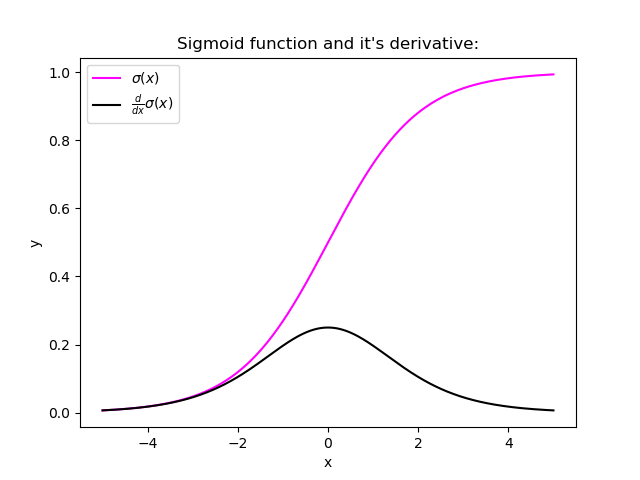 Sigmoid function and it's derivative:
σ(x)
d/dx σ(x)
1.0
0.8
0.6
0.4
0.2
0.0
y
−4 −2 0 2 4
x